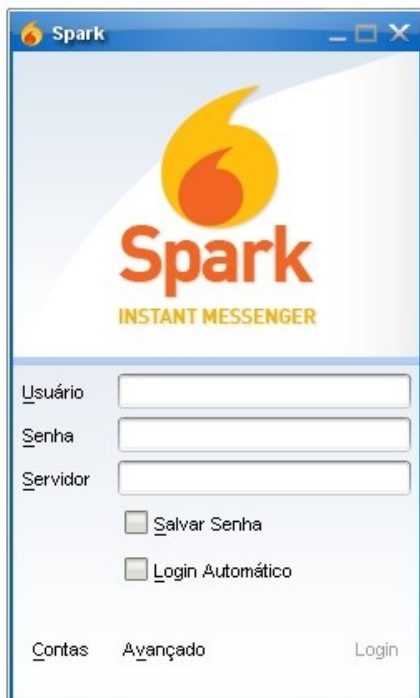 Spark
Spark
INSTANT MESSENGER
Usuário
Senha
Servidor
Salvar Senha
Login Automático
Contas Avançado Login